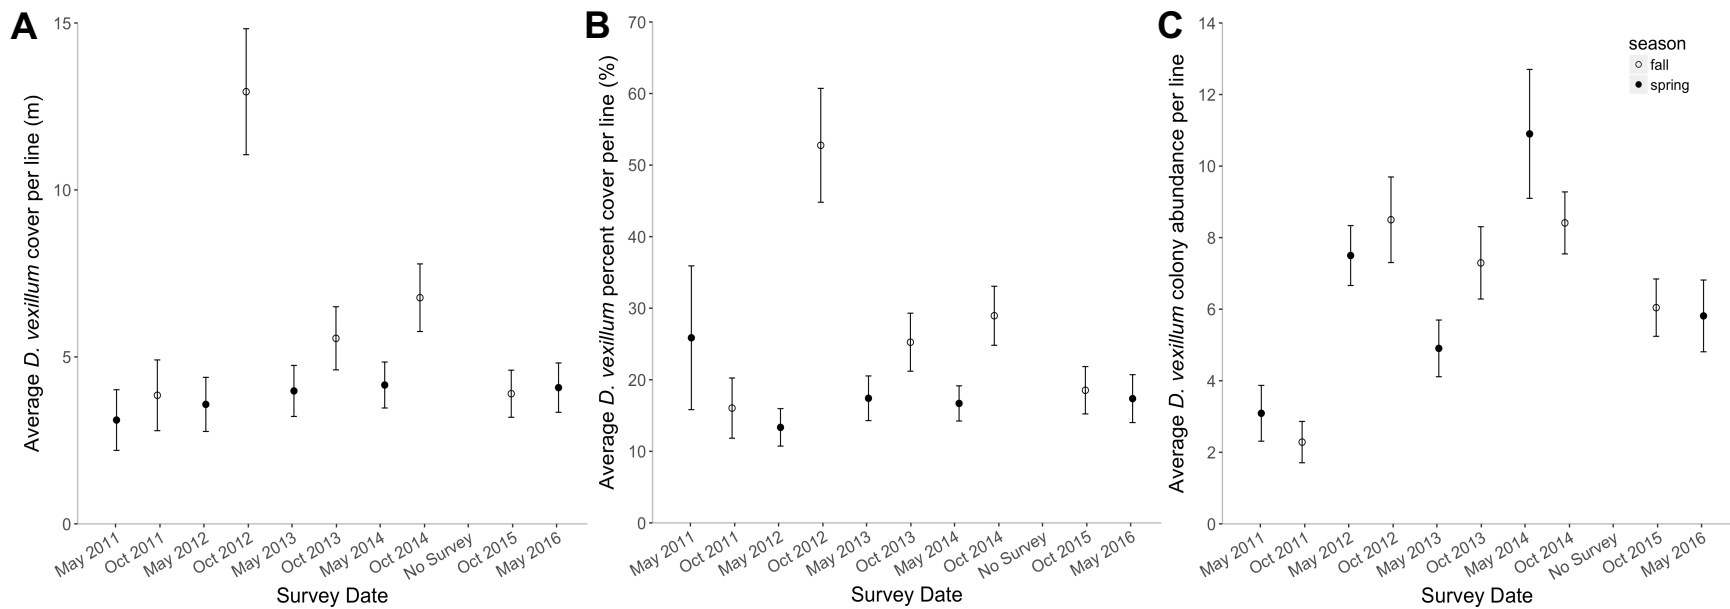 A
Average D. vexillum cover per line (m)
15
10
5
0
May 2011
Oct 2011
May 2012
Oct 2012
May 2013
Oct 2013
May 2014
Oct 2014
No Survey
Oct 2015
May 2016
Survey Date
B
Average D. vexillum percent cover per line (%)
70
60
50
40
30
20
10
0
May 2011
Oct 2011
May 2012
Oct 2012
May 2013
Oct 2013
May 2014
Oct 2014
No Survey
Oct 2015
May 2016
Survey Date
C
Average D. vexillum colony abundance per line
14
12
10
8
6
4
2
0
May 2011
Oct 2011
May 2012
Oct 2012
May 2013
Oct 2013
May 2014
Oct 2014
No Survey
Oct 2015
May 2016
Survey Date
season
fall
spring